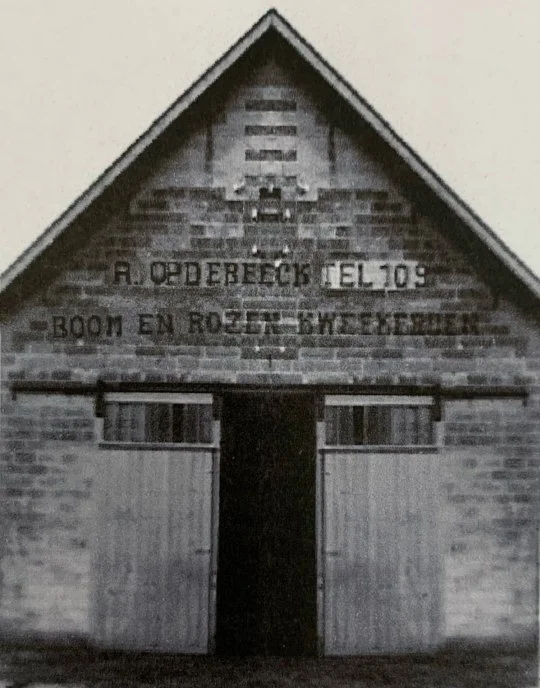 A. OPDEBEECK TEL 109
BOOM EN ROZEN KWEEKERIJEN